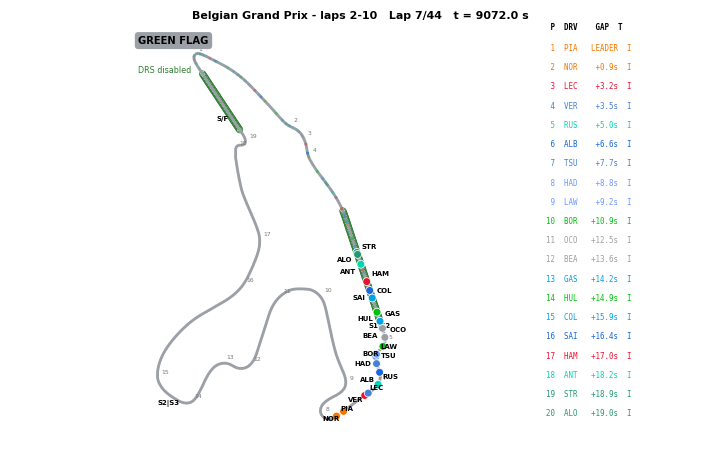 Belgian Grand Prix - laps 2-10   Lap 7/44   t = 9072.0 s
GREEN FLAG
DRS disabled
P DRV GAP T
1 PIA LEADER I
2 NOR +0.9s I
3 LEC +3.2s I
4 VER +3.5s I
5 RUS +5.0s I
6 ALB +6.6s I
7 TSU +7.7s I
8 HAD +8.8s I
9 LAW +9.2s I
10 BOR +10.9s I
11 OCO +12.5s I
12 BEA +13.6s I
13 GAS +14.2s I
14 HUL +14.9s I
15 COL +15.9s I
16 SAI +16.4s I
17 HAM +17.0s I
18 ANT +18.2s I
19 STR +18.9s I
20 ALO +19.0s I
S/F
19
2
3
4
17
STR
ALO
ANT
HAM
16
11
10
SAI
COL
HUL
GAS
OCO
BEA
5
LAW
BOR
TSU
13
12
HAD
15
9
ALB
RUS
LEC
14
S2|S3
VER
8
PIA
NOR